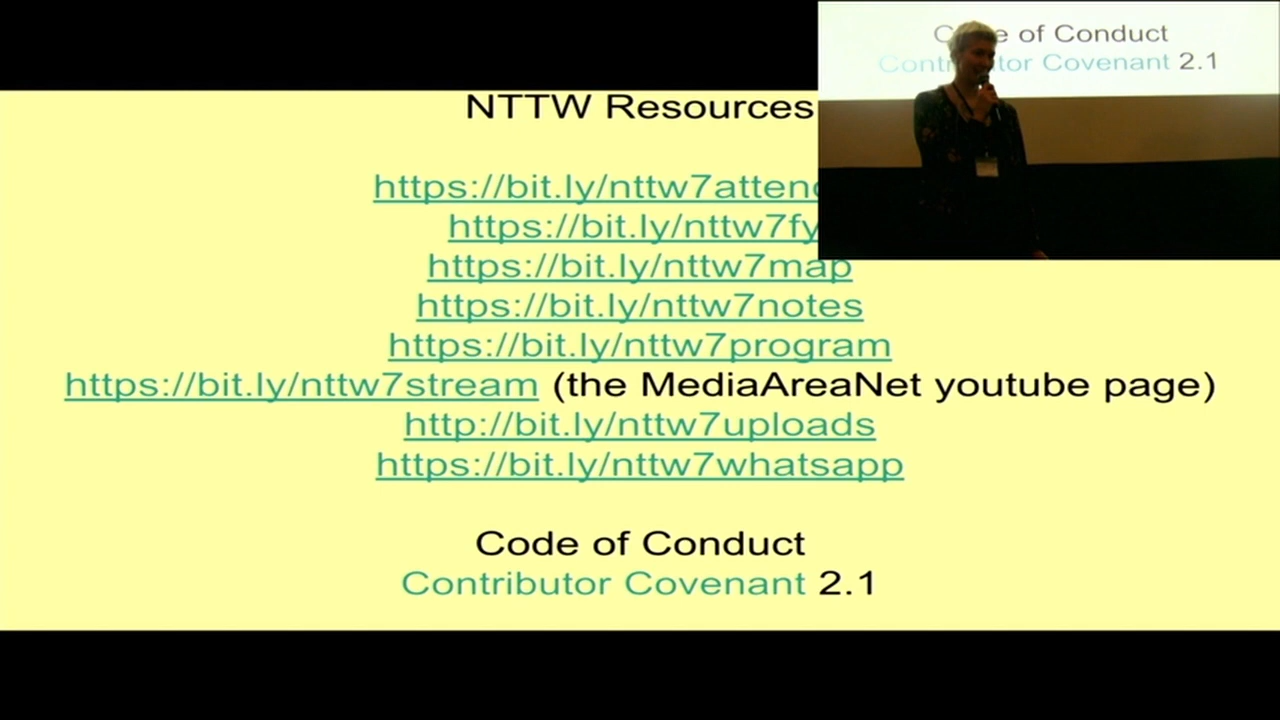 NTTW Resources
https://bit.ly/nttw7atten
https://bit.ly/nttw7fy
https://bit.ly/nttw7map
https://bit.ly/nttw7notes
https://bit.ly/nttw7program
https://bit.ly/nttw7stream (the MediaAreaNet youtube page)
http://bit.ly/nttw7uploads
https://bit.ly/nttw7whatsapp
Code of Conduct
Contributor Covenant 2.1
of Conduct
Covenant 2.1